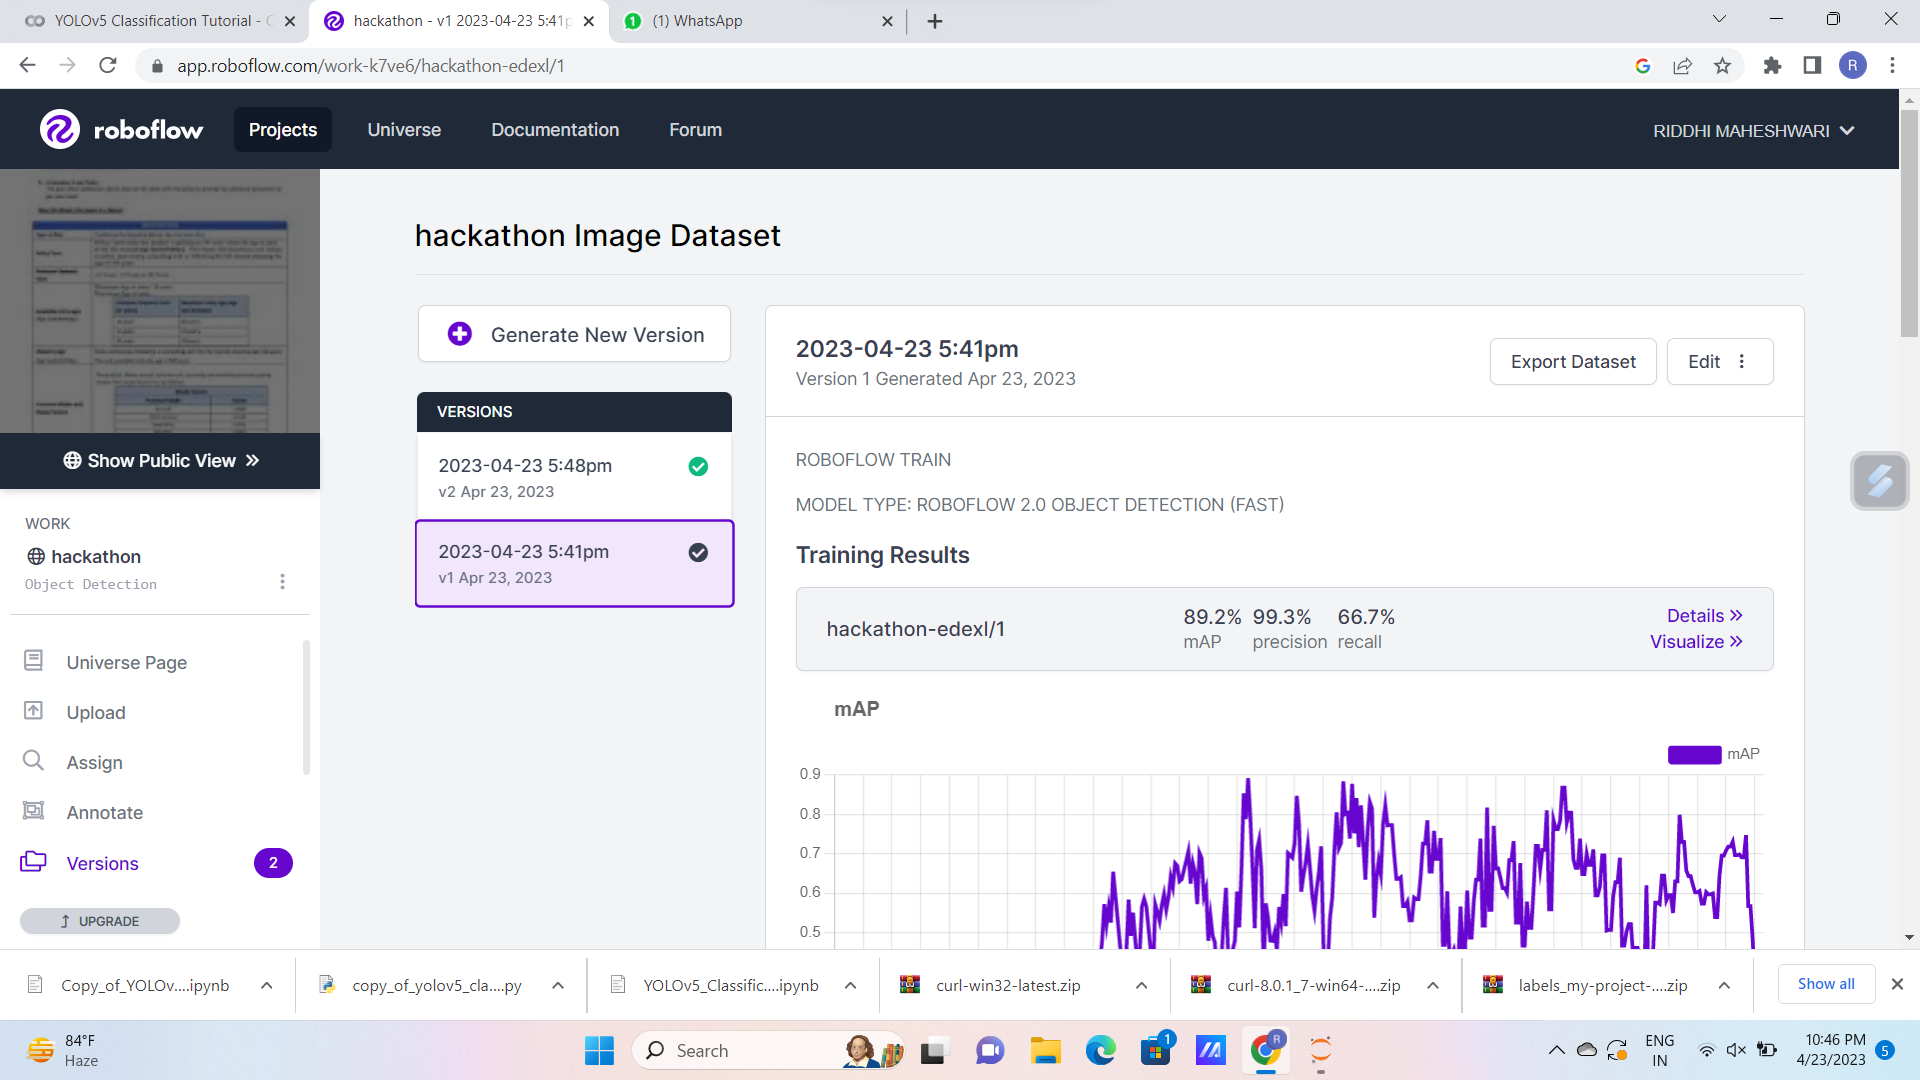 YOLOv5 Classification Tutorial - C
hackathon - v1 2023-04-23 5:41p
(1) WhatsApp
app.roboflow.com/work-k7ve6/hackathon-edexl/1
R
roboflow
Projects
Universe
Documentation
Forum
RIDDHI MAHESHWARI
Show Public View
WORK
hackathon
Object Detection
Universe Page
Upload
Assign
Annotate
Versions
2
UPGRADE
hackathon Image Dataset
Generate New Version
VERSIONS
2023-04-23 5:48pm
v2 Apr 23, 2023
2023-04-23 5:41pm
v1 Apr 23, 2023
2023-04-23 5:41pm
Version 1 Generated Apr 23, 2023
Export Dataset
Edit
ROBOFLOW TRAIN
MODEL TYPE: ROBOFLOW 2.0 OBJECT DETECTION (FAST)
Training Results
hackathon-edexl/1
89.2% 99.3% 66.7%
mAP precision recall
Details
Visualize
mAP
mAP
0.9
0.8
0.7
0.6
0.5
Copy_of_YOLOv....ipynb
copy_of_yolov5_cla....py
YOLOv5_Classific....ipynb
curl-win32-latest.zip
curl-8.0.1_7-win64-....zip
labels_my-project-....zip
Show all
84°F
Haze
Search
1
R
ENG
IN
10:46 PM
4/23/2023
5